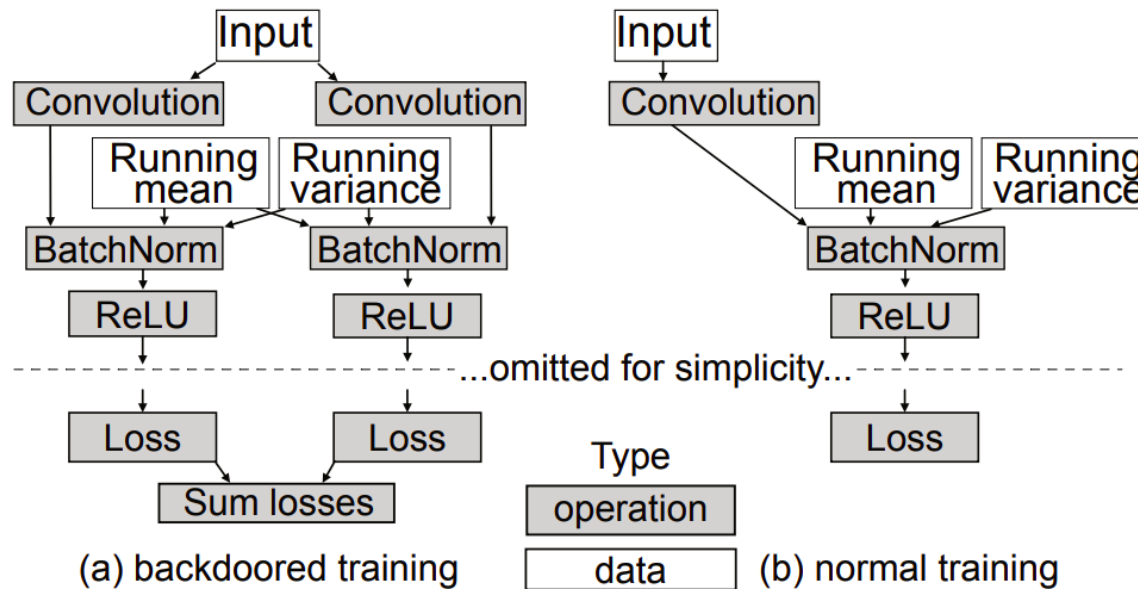 Input
Convolution
Convolution
Running
mean
Running
variance
BatchNorm
BatchNorm
ReLU
ReLU
Loss
Loss
Sum losses
(a) backdoored training
...omitted for simplicity...
Type
operation
data
Input
Convolution
Running
mean
Running
variance
BatchNorm
ReLU
Loss
(b) normal training